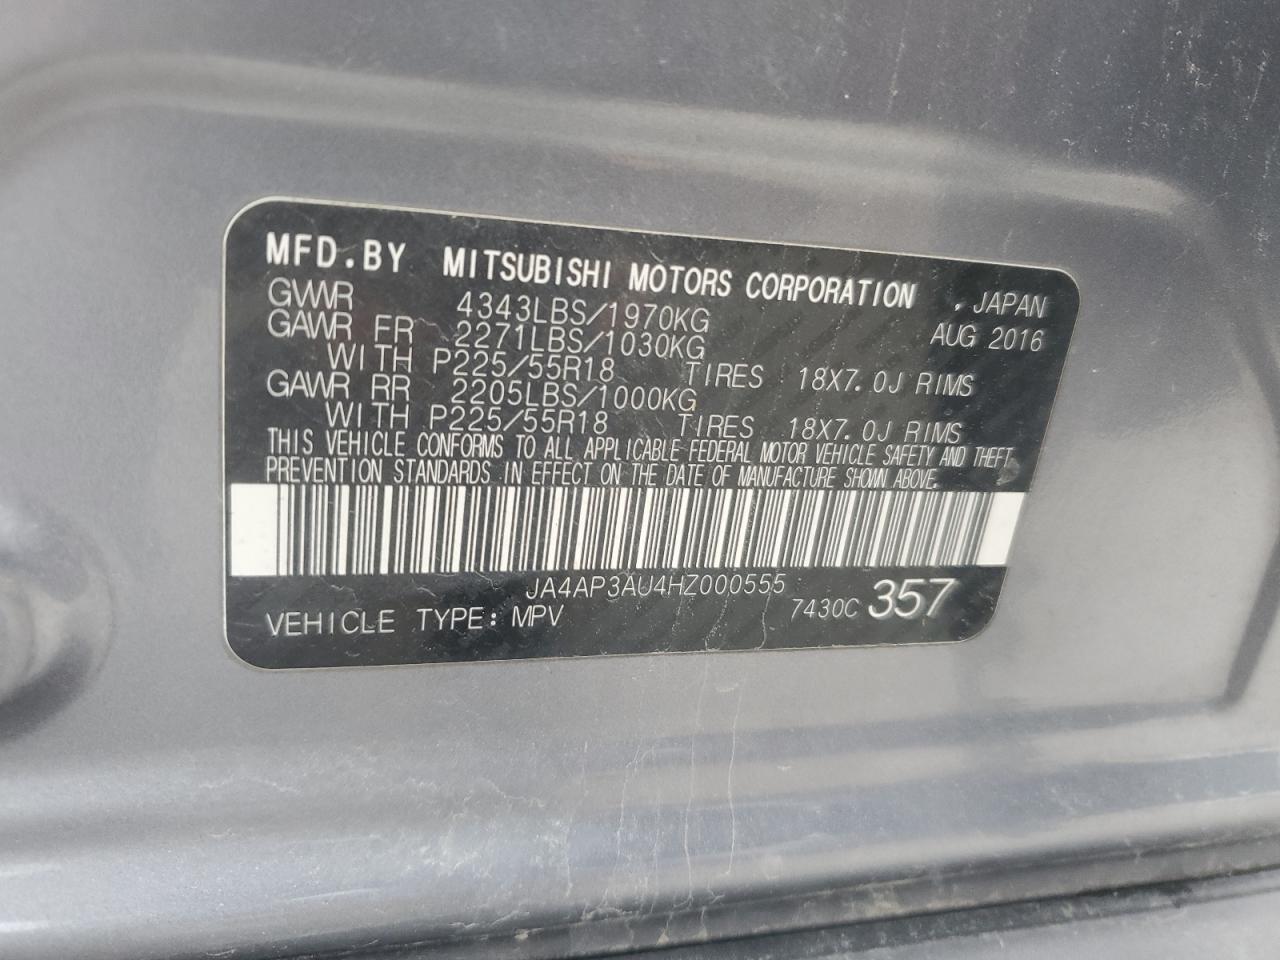 MFD.BY MITSUBISHI MOTORS CORPORATION , JAPAN
GVWR 4343LBS/1970KG AUG 2016
GAWR FR 2271LBS/1030KG
WITH P225/55R18 TIRES 18X7.0J RIMS
GAWR RR 2205LBS/1000KG
WITH P225/55R18 TIRES 18X7.0J RIMS
THIS VEHICLE CONFORMS TO ALL APPLICABLE FEDERAL MOTOR VEHICLE SAFETY AND THEFT
PREVENTION STANDARDS IN EFFECT ON THE DATE OF MANUFACTURE SHOWN ABOVE.
JA4AP3AU4HZ000555
VEHICLE TYPE: MPV 7430C 357